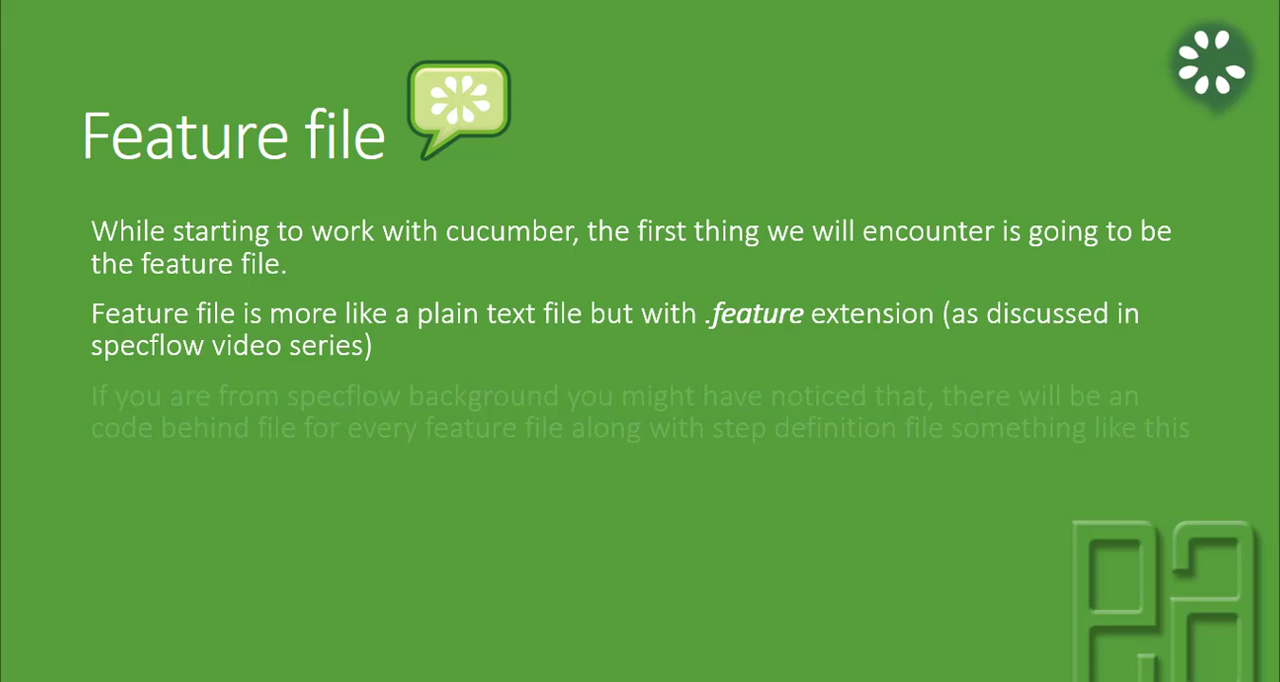 Feature file
While starting to work with cucumber, the first thing we will encounter is going to be
the feature file.
Feature file is more like a plain text file but with .feature extension (as discussed in
specflow video series)
If you are from specflow background you might have noticed that, there will be an
code behind file for every feature file along with step definition file something like this